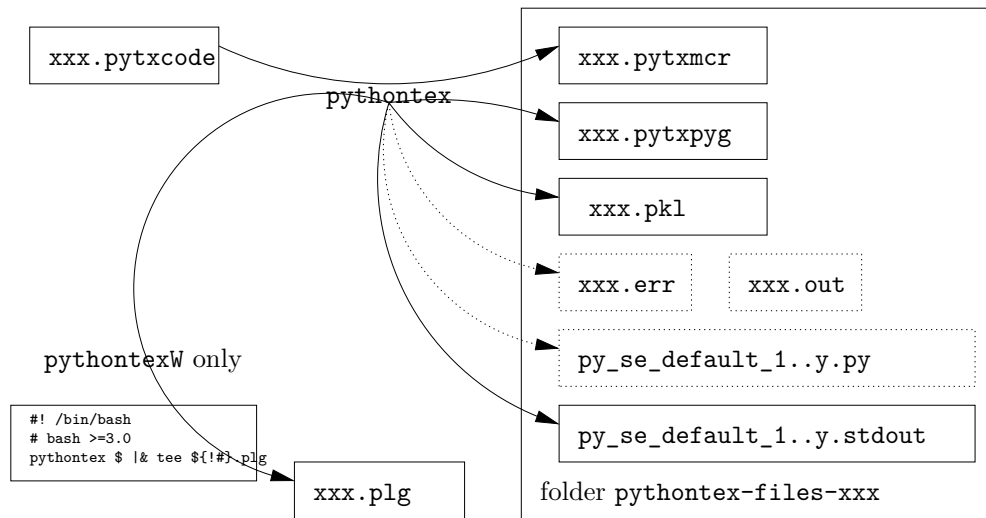 xxx.pytxcode
pythontex
xxx.pytxmcr
xxx.pytxpyg
xxx.pkl
xxx.err
xxx.out
py_se_default_1..y.py
py_se_default_1..y.stdout
folder pythontex-files-xxx
pythontexW only
#! /bin/bash
# bash >=3.0
pythontex $ |& tee ${!#}.plg
xxx.plg